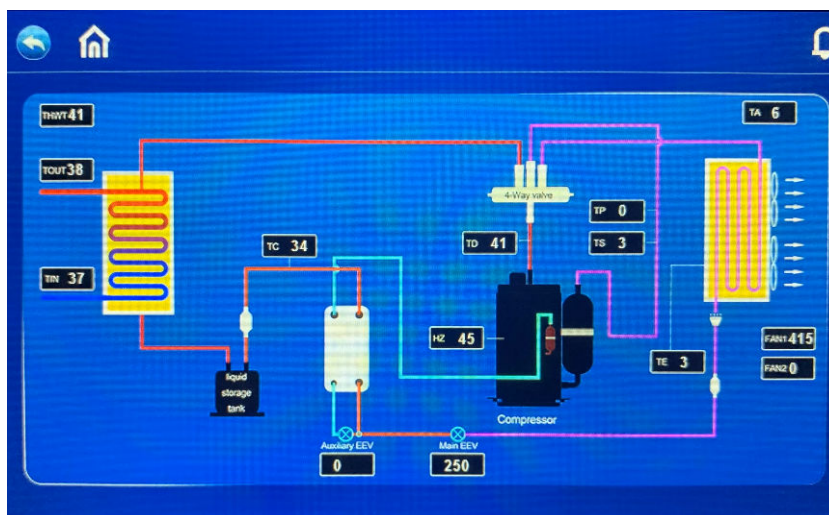 THWT 41
TA 6
TOUT 38
4-Way valve
TP 0
TC 34
TD 41
TS 3
TIN 37
HZ 45
FAN1 415
TE 3
FAN2 0
liquid
storage
tank
Compressor
Auxiliary EEV
Main EEV
0
250